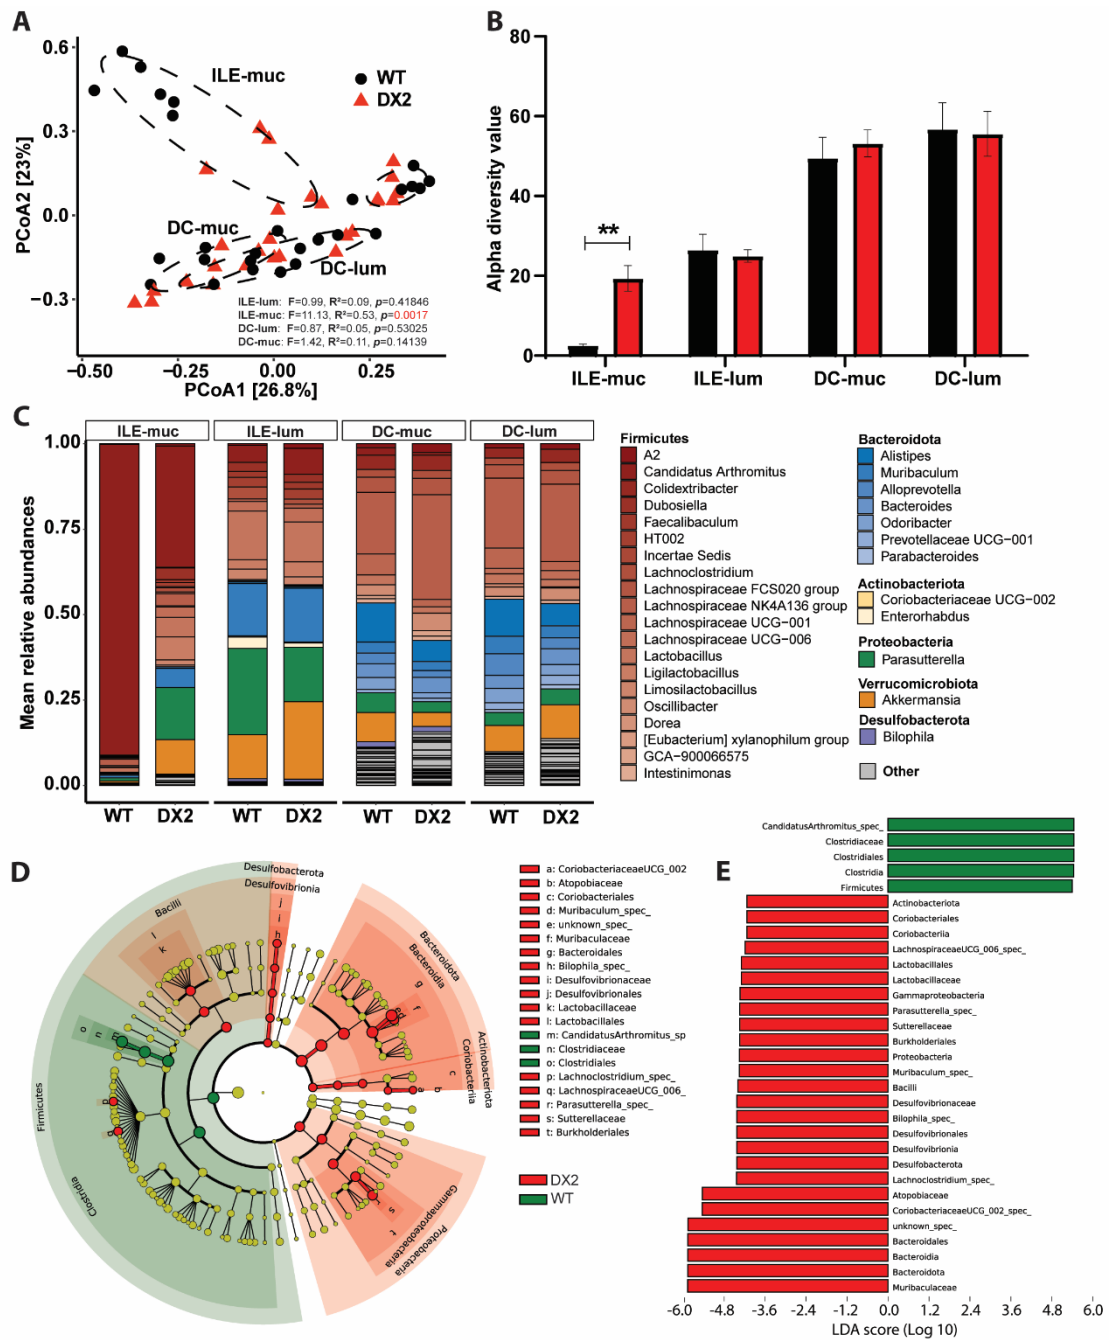 A
0.6
0.3
0.0
−0.3
PCoA2 [23%]
ILE-muc
WT
DX2
DC-muc
DC-lum
ILE-lum: F=0.99, R²=0.09, p=0.41846
ILE-muc: F=11.13, R²=0.53, p=0.0017
DC-lum: F=0.87, R²=0.05, p=0.53025
DC-muc: F=1.42, R²=0.11, p=0.14139
−0.50 −0.25 0.00 0.25
PCoA1 [26.8%]
B
80
60
40
20
0
Alpha diversity value
**
ILE-muc ILE-lum DC-muc DC-lum
C
ILE-muc ILE-lum DC-muc DC-lum
1.00
0.75
0.50
0.25
0.00
Mean relative abundances
WT DX2 WT DX2 WT DX2 WT DX2
Firmicutes
A2
Candidatus Arthromitus
Colidextribacter
Dubosiella
Faecalibaculum
HT002
Incertae Sedis
Lachnoclostridium
Lachnospiraceae FCS020 group
Lachnospiraceae NK4A136 group
Lachnospiraceae UCG−001
Lachnospiraceae UCG−006
Lactobacillus
Ligilactobacillus
Limosilactobacillus
Oscillibacter
Dorea
[Eubacterium] xylanophilum group
GCA−900066575
Intestinimonas
Bacteroidota
Alistipes
Muribaculum
Alloprevotella
Bacteroides
Odoribacter
Prevotellaceae UCG−001
Parabacteroides
Actinobacteriota
Coriobacteriaceae UCG−002
Enterorhabdus
Proteobacteria
Parasutterella
Verrucomicrobiota
Akkermansia
Desulfobacterota
Bilophila
Other
D
Desulfobacterota
Desulfovibrionia
j
i
h
Bacilli
l
k
o
n
m
Firmicutes
Clostridia
q
p
Bacteroidota
Bacteroidia
g
f
e
d
Actinobacteriota
Coriobacteriia
c
b
a
r
s
t
Gammaproteobacteria
Proteobacteria
a: CoriobacteriaceaeUCG_002
b: Atopobiaceae
c: Coriobacteriales
d: Muribaculum_spec_
e: unknown_spec_
f: Muribaculaceae
g: Bacteroidales
h: Bilophila_spec_
i: Desulfovibrionaceae
j: Desulfovibrionales
k: Lactobacillaceae
l: Lactobacillales
m: CandidatusArthromitus_sp
n: Clostridiaceae
o: Clostridiales
p: Lachnoclostridium_spec_
q: LachnospiraceaeUCG_006_
r: Parasutterella_spec_
s: Sutterellaceae
t: Burkholderiales
DX2
WT
E
CandidatusArthromitus_spec_
Clostridiaceae
Clostridiales
Clostridia
Firmicutes
Actinobacteriota
Coriobacteriales
Coriobacteriia
LachnospiraceaeUCG_006_spec_
Lactobacillales
Lactobacillaceae
Gammaproteobacteria
Parasutterella_spec_
Sutterellaceae
Burkholderiales
Proteobacteria
Muribaculum_spec_
Bacilli
Desulfovibrionaceae
Bilophila_spec_
Desulfovibrionales
Desulfovibrionia
Desulfobacterota
Lachnoclostridium_spec_
Atopobiaceae
CoriobacteriaceaeUCG_002_spec_
unknown_spec_
Bacteroidales
Bacteroidia
Bacteroidota
Muribaculaceae
-6.0 -4.8 -3.6 -2.4 -1.2 0.0 1.2 2.4 3.6 4.8 6.0
LDA score (Log 10)